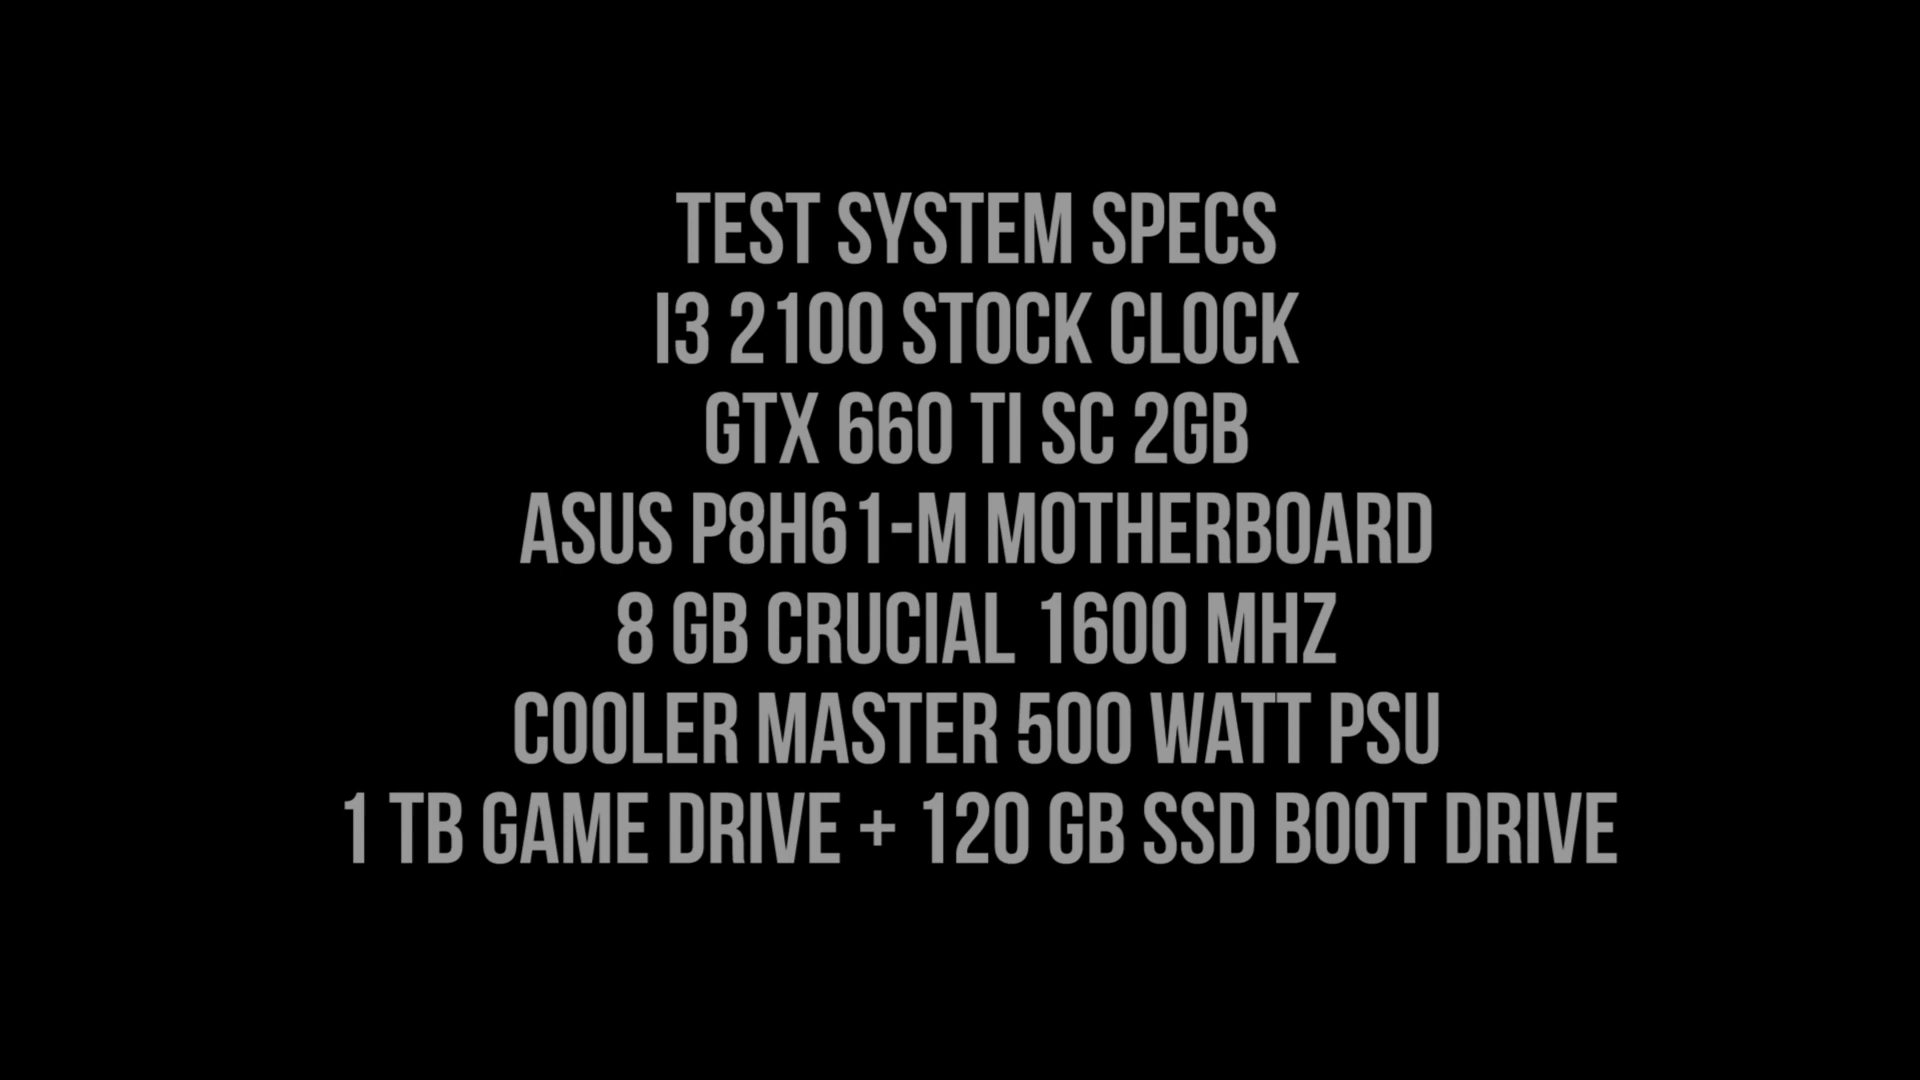 TEST SYSTEM SPECS
I3 2100 STOCK CLOCK
GTX 660 TI SC 2GB
ASUS P8H61-M MOTHERBOARD
8 GB CRUCIAL 1600 MHZ
COOLER MASTER 500 WATT PSU
1 TB GAME DRIVE + 120 GB SSD BOOT DRIVE